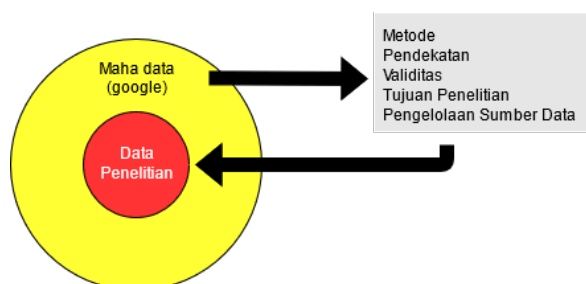 Maha data
(google)
Data
Penelitian
Metode
Pendekatan
Validitas
Tujuan Penelitian
Pengelolaan Sumber Data